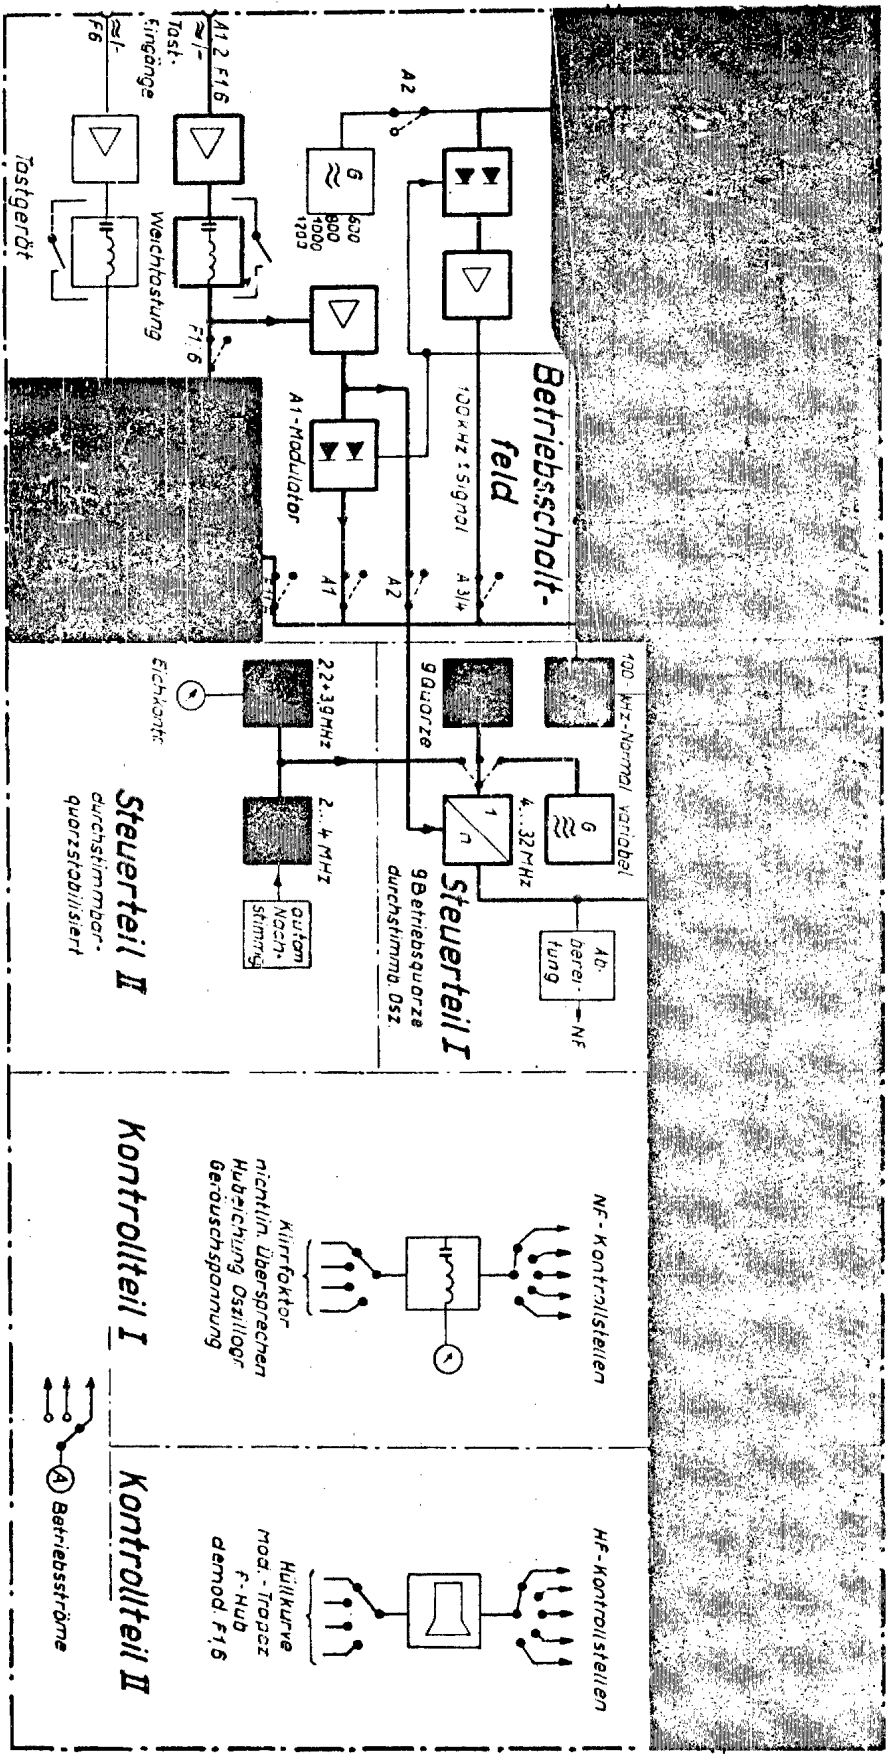 A1 2 F1 6
≈/-
Tast-
Eingänge
≈/-
F6
Tastgerät
Weichtastung
F1, 6
A2
G
≈
600
800
1000
1200
Betriebsschalt-
feld
100 kHz ± Signal
A1-Modulator
A 3/4
A2
A1
100-kHz-Normal variabel
G
≈
9 Quarze
1
n
4...32 MHz
Steuerteil I
9 Betriebsquarze
durchstimmb. Osz.
Ab-
berei-
tung
NF
2,2+3,9 MHz
2...4 MHz
autom
Nach-
stimmg
Eichkontr.
Steuerteil II
durchstimmbar-
quarzstabilisiert
NF-Kontrollstellen
Klirrfaktor
nichtlin. Übersprechen
Hubeichung Oszillogr
Geräuschspannung
Kontrollteil I
HF-Kontrollstellen
Hüllkurve
mod.-Trapez
F-Hub
demod. F1,6
Kontrollteil II
A Betriebsströme